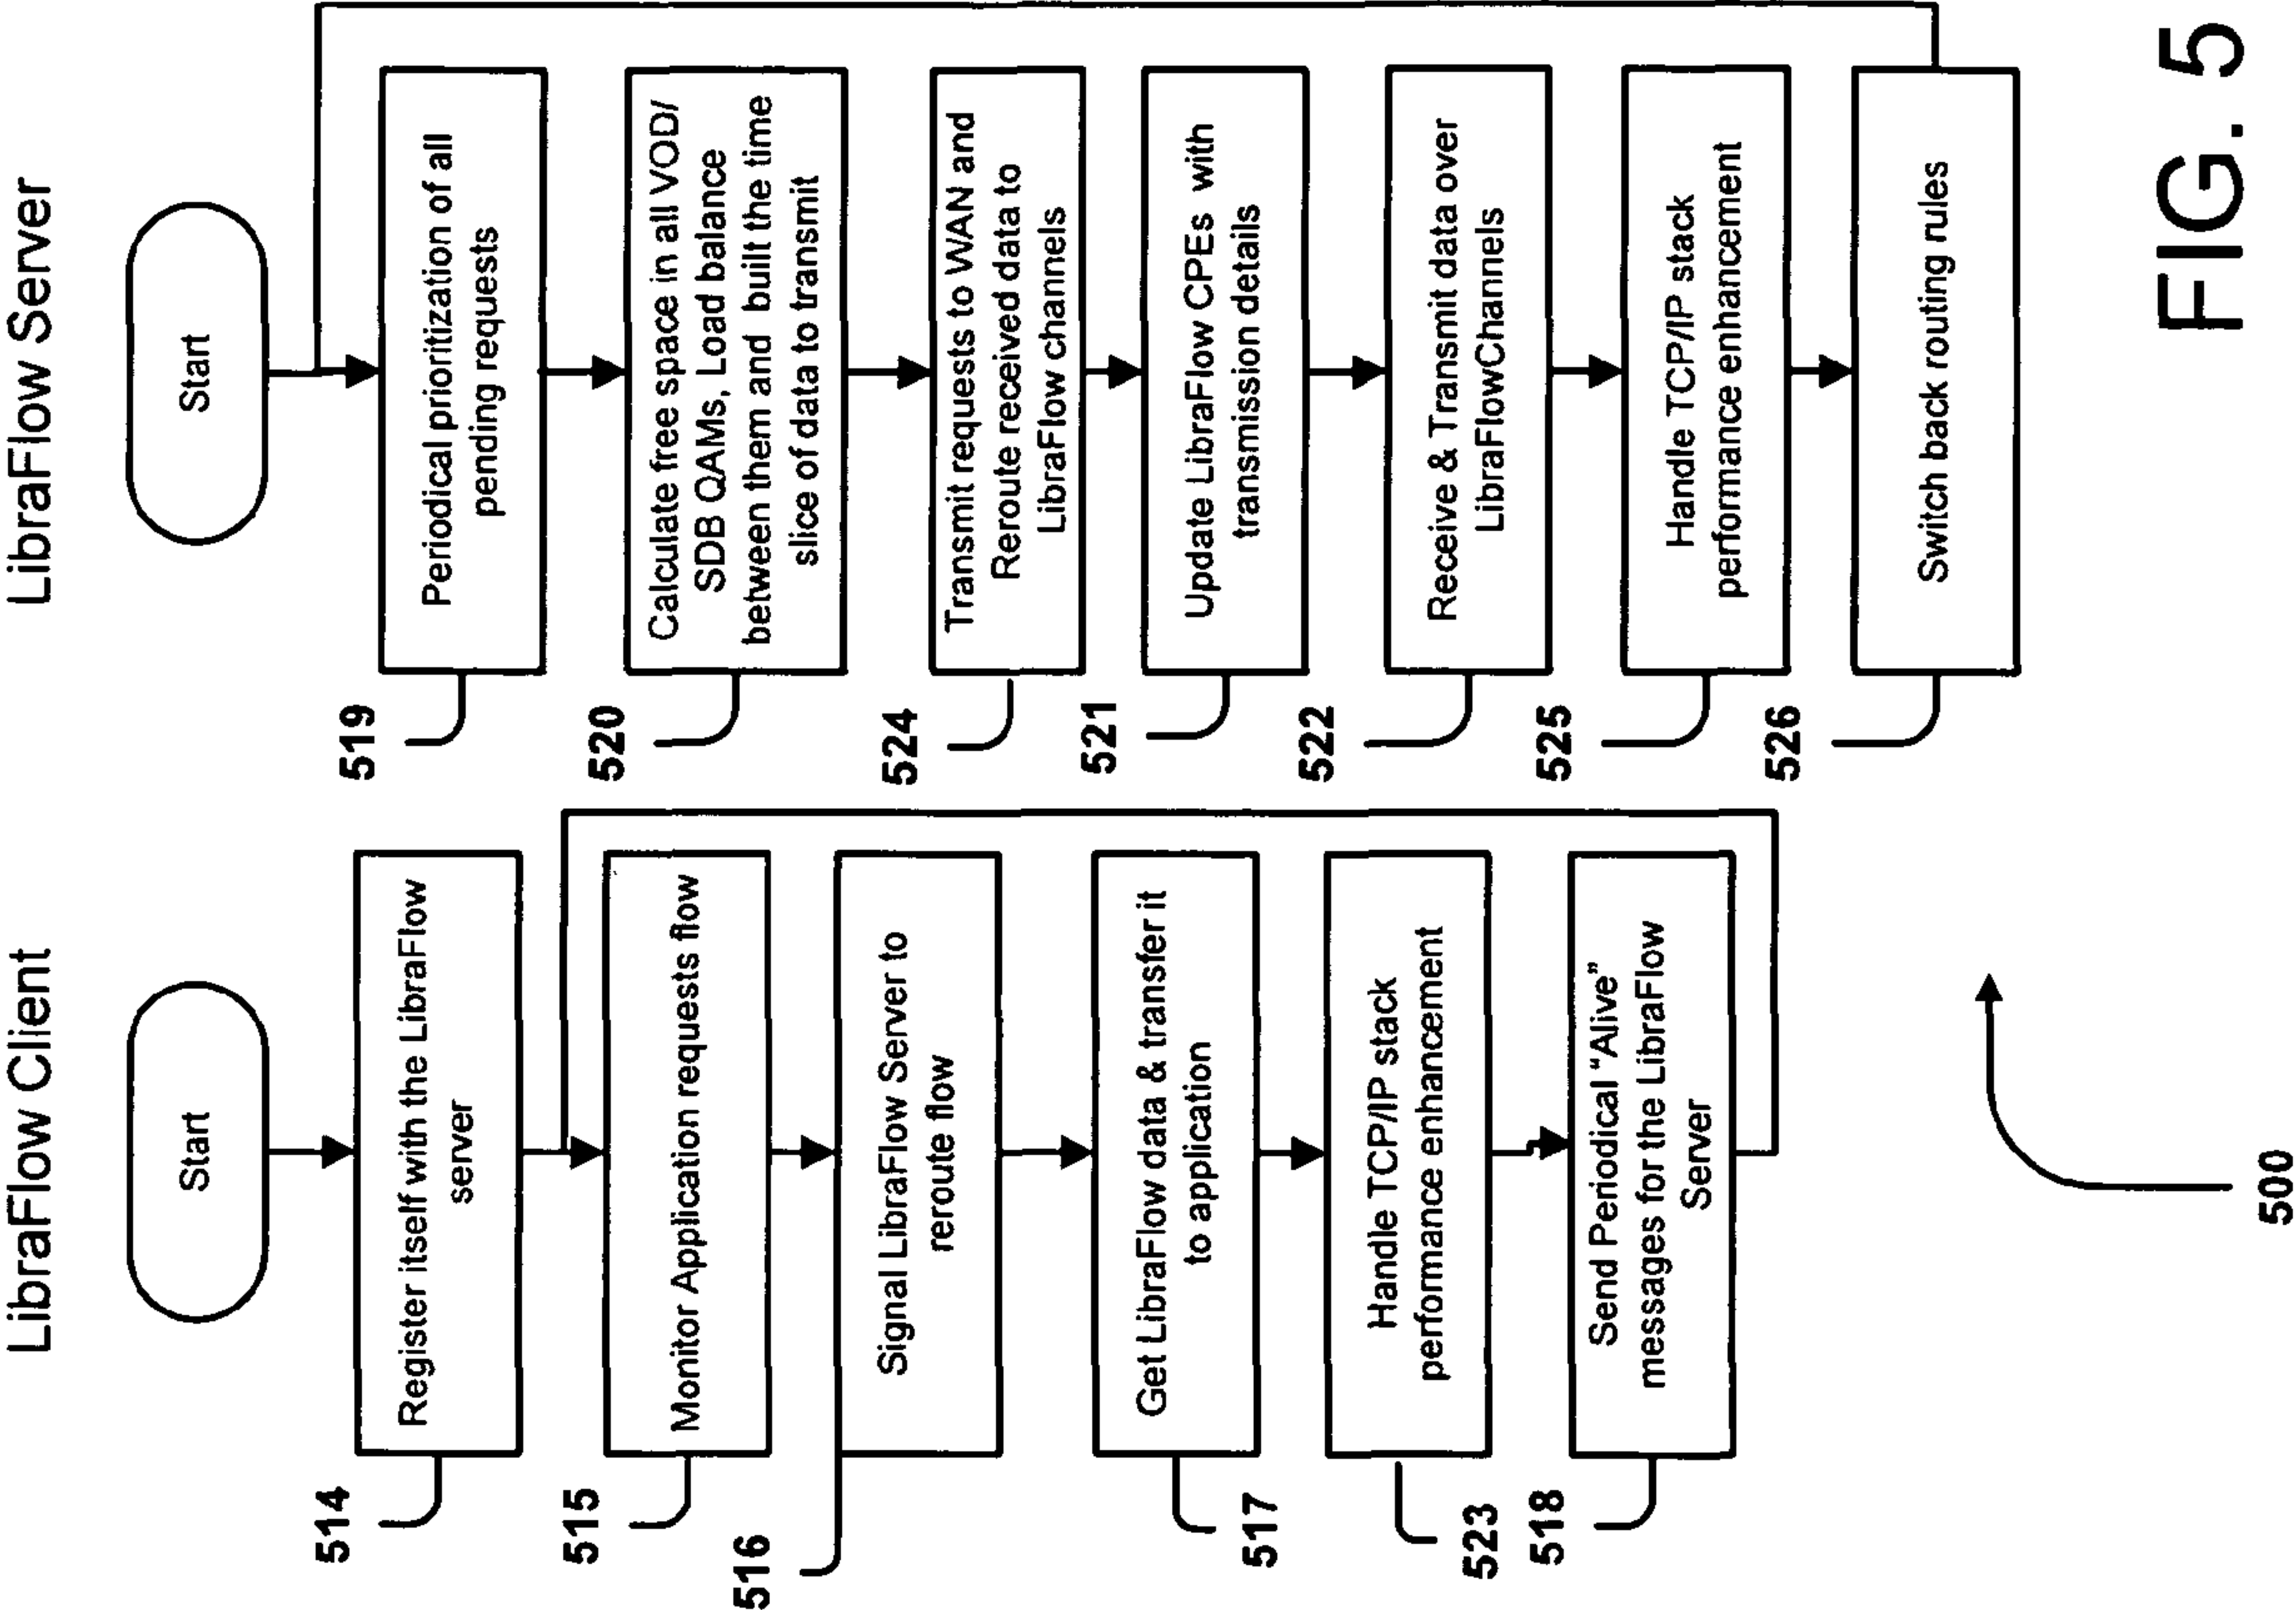 LibraFlow Client
Start
514
Register itself with the LibraFlow
server
515
Monitor Application requests flow
516
Signal LibraFlow Server to
reroute flow
517
Get LibraFlow data & transfer it
to application
523
Handle TCP/IP stack
performance enhancement
518
Send Periodical “Alive”
messages for the LibraFlow
Server
500
LibraFlow Server
Start
519
Periodical prioritization of all
pending requests
520
Calculate free space in all VOD/
SDB QAMs, Load balance
between them and built the time
slice of data to transmit
524
Transmit requests to WAN and
Reroute received data to
LibraFlow channels
521
Update LibraFlow CPEs with
transmission details
522
Receive & Transmit data over
LibraFlowChannels
525
Handle TCP/IP stack
performance enhancement
526
Switch back routing rules
FIG. 5